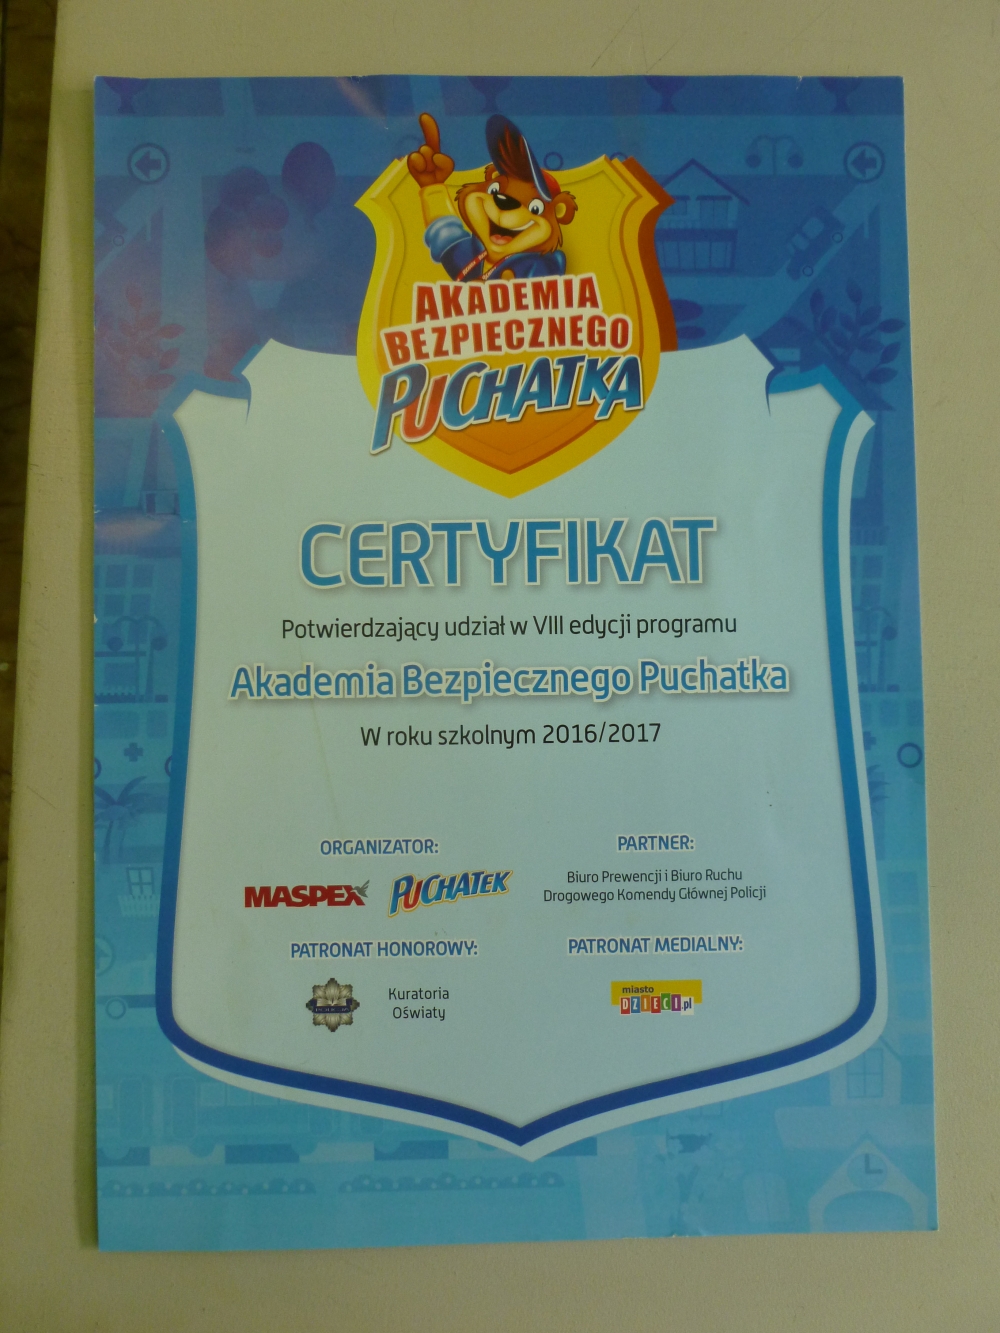 AKADEMIA
BEZPIECZNEGO
PUCHATKA
CERTYFIKAT
Potwierdzający udział w VIII edycji programu
Akademia Bezpiecznego Puchatka
W roku szkolnym 2016/2017
ORGANIZATOR:
MASPEX PUCHATEK
PARTNER:
Biuro Prewencji i Biuro Ruchu
Drogowego Komendy Głównej Policji
PATRONAT HONOROWY:
Kuratoria
Oświaty
PATRONAT MEDIALNY:
miasto
DZIECI.pl